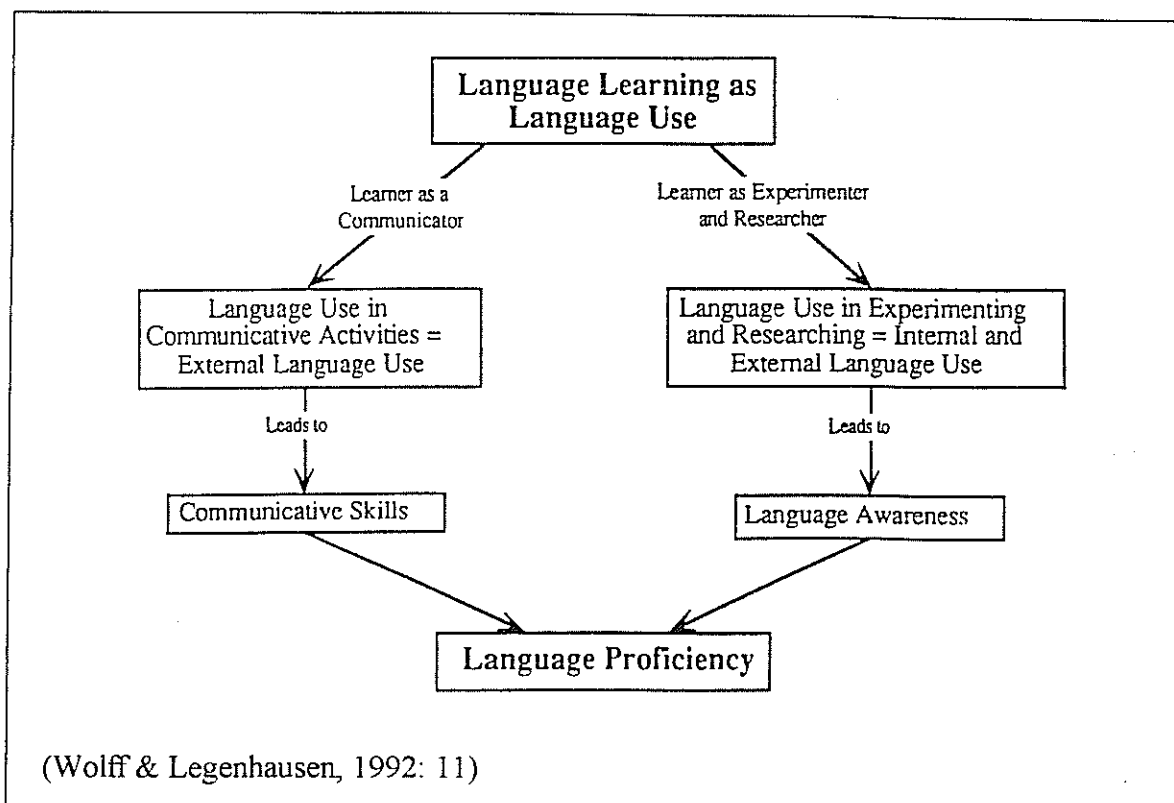 Language Learning as
Language Use
Learner as a
Communicator
Learner as Experimenter
and Researcher
Language Use in
Communicative Activities =
External Language Use
Language Use in Experimenting
and Researching = Internal and
External Language Use
Leads to
Leads to
Communicative Skills
Language Awareness
Language Proficiency
(Wolff & Legenhausen, 1992: 11)